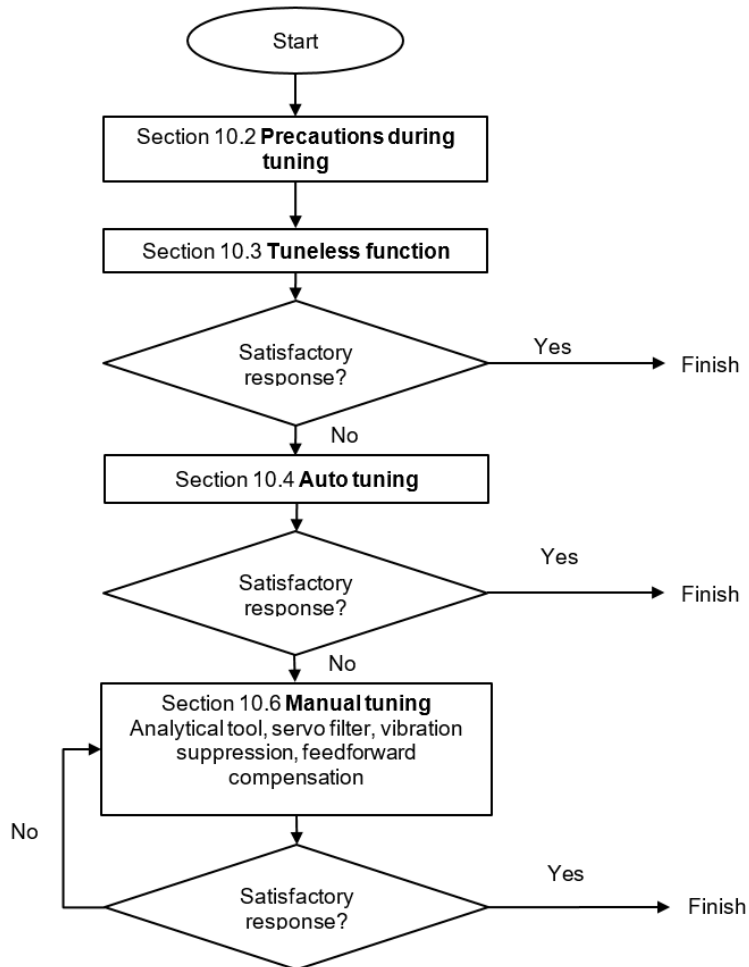 Start
Section 10.2 Precautions during
tuning
Section 10.3 Tuneless function
Satisfactory
response?
Yes
Finish
No
Section 10.4 Auto tuning
Satisfactory
response?
Yes
Finish
No
Section 10.6 Manual tuning
Analytical tool, servo filter, vibration
suppression, feedforward
compensation
No
Satisfactory
response?
Yes
Finish